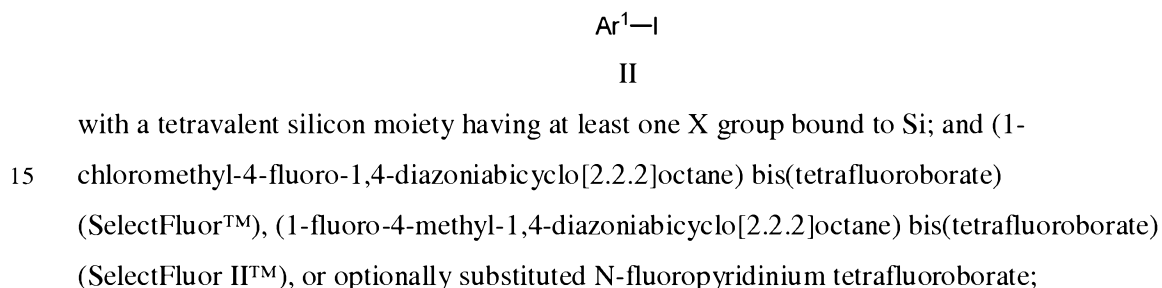 Ar¹—I
II
with a tetravalent silicon moiety having at least one X group bound to Si; and (1-
15 chloromethyl-4-fluoro-1,4-diazoniabicyclo[2.2.2]octane) bis(tetrafluoroborate)
(SelectFluor™), (1-fluoro-4-methyl-1,4-diazoniabicyclo[2.2.2]octane) bis(tetrafluoroborate)
(SelectFluor II™), or optionally substituted N-fluoropyridinium tetrafluoroborate;